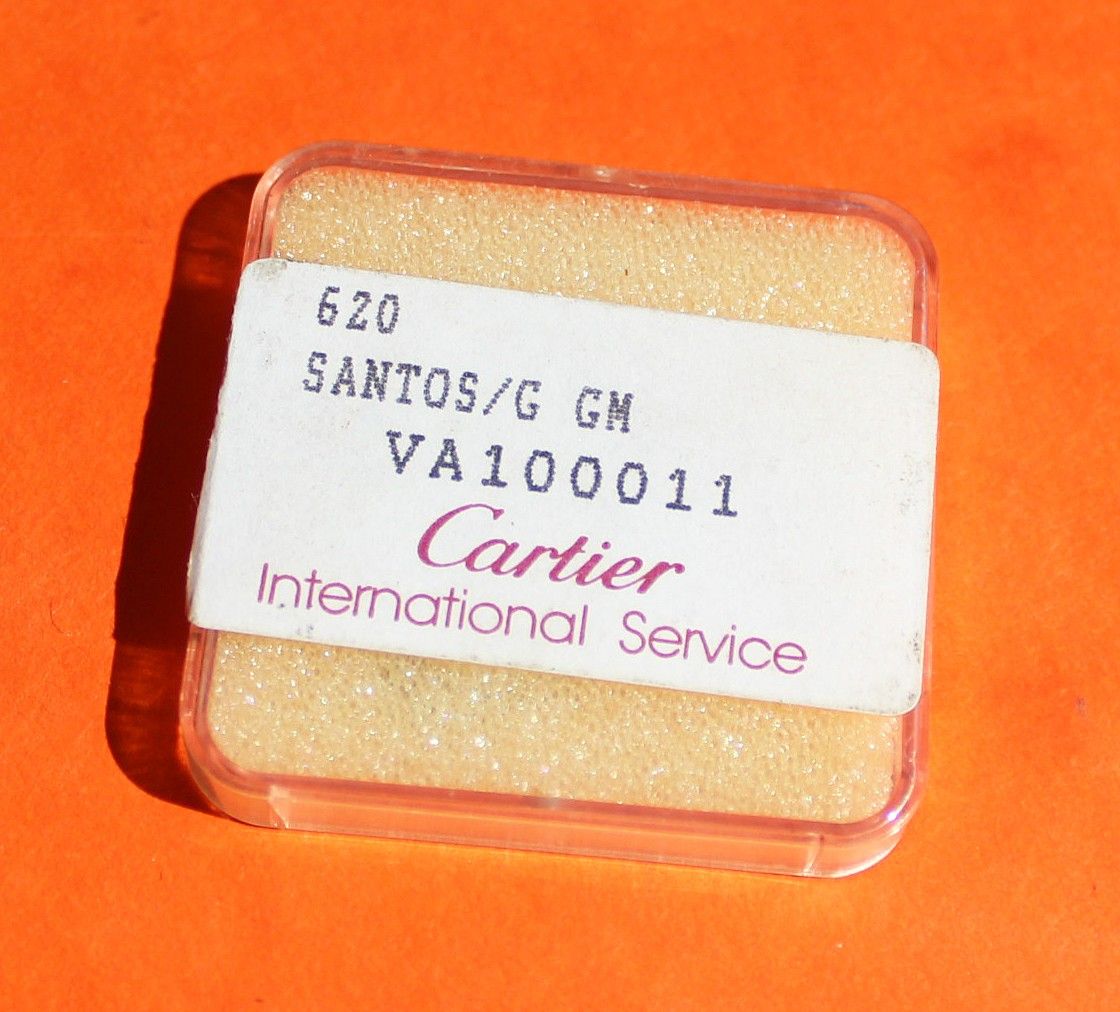 620
SANTOS/G GM
VA100011
Cartier
International Service